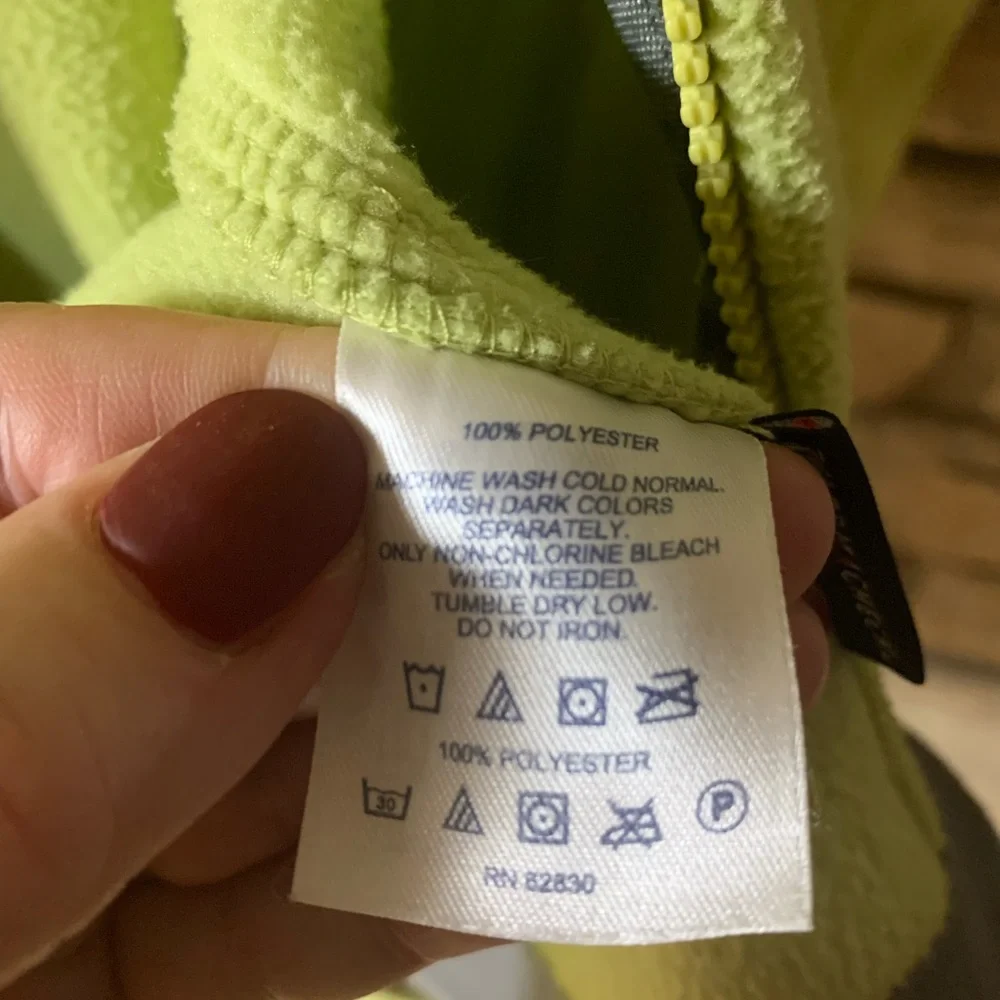 100% POLYESTER
MACHINE WASH COLD NORMAL.
WASH DARK COLORS
SEPARATELY.
ONLY NON-CHLORINE BLEACH
WHEN NEEDED.
TUMBLE DRY LOW.
DO NOT IRON.
100% POLYESTER
30
P
RN 82830